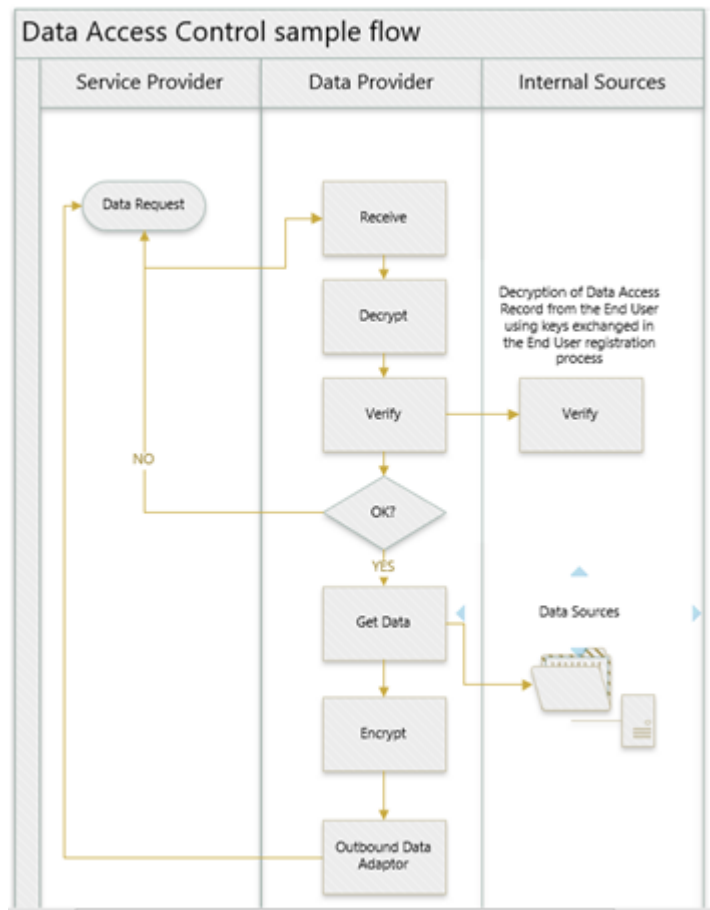 Data Access Control sample flow
Service Provider
Data Provider
Internal Sources
Data Request
Receive
Decrypt
Decryption of Data Access
Record from the End User
using keys exchanged in
the End User registration
process
Verify
Verify
NO
OK?
YES
Get Data
Data Sources
Encrypt
Outbound Data
Adaptor